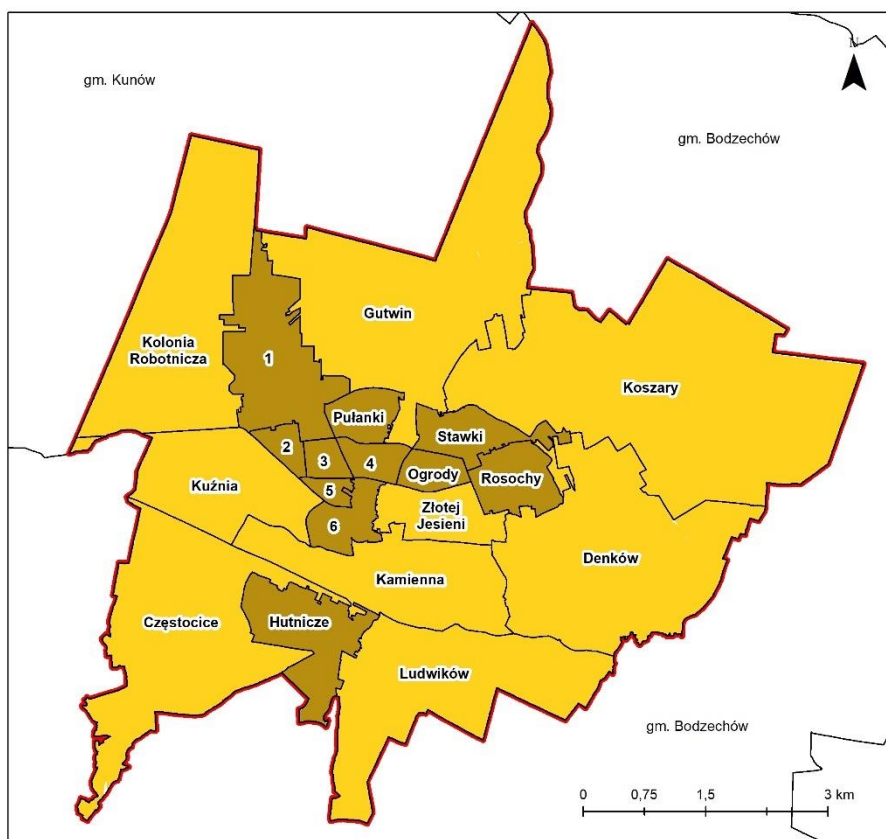 N
gm. Kunów
gm. Bodzechów
Gutwin
Kolonia
Robotnicza
1
Koszary
Pułanki
Stawki
2
3
4
Ogrody
Rosochy
Kuźnia
5
Złotej
Jesieni
6
Denków
Kamienna
Częstocice
Hutnicze
Ludwików
gm. Bodzechów
0 0,75 1,5 3 km